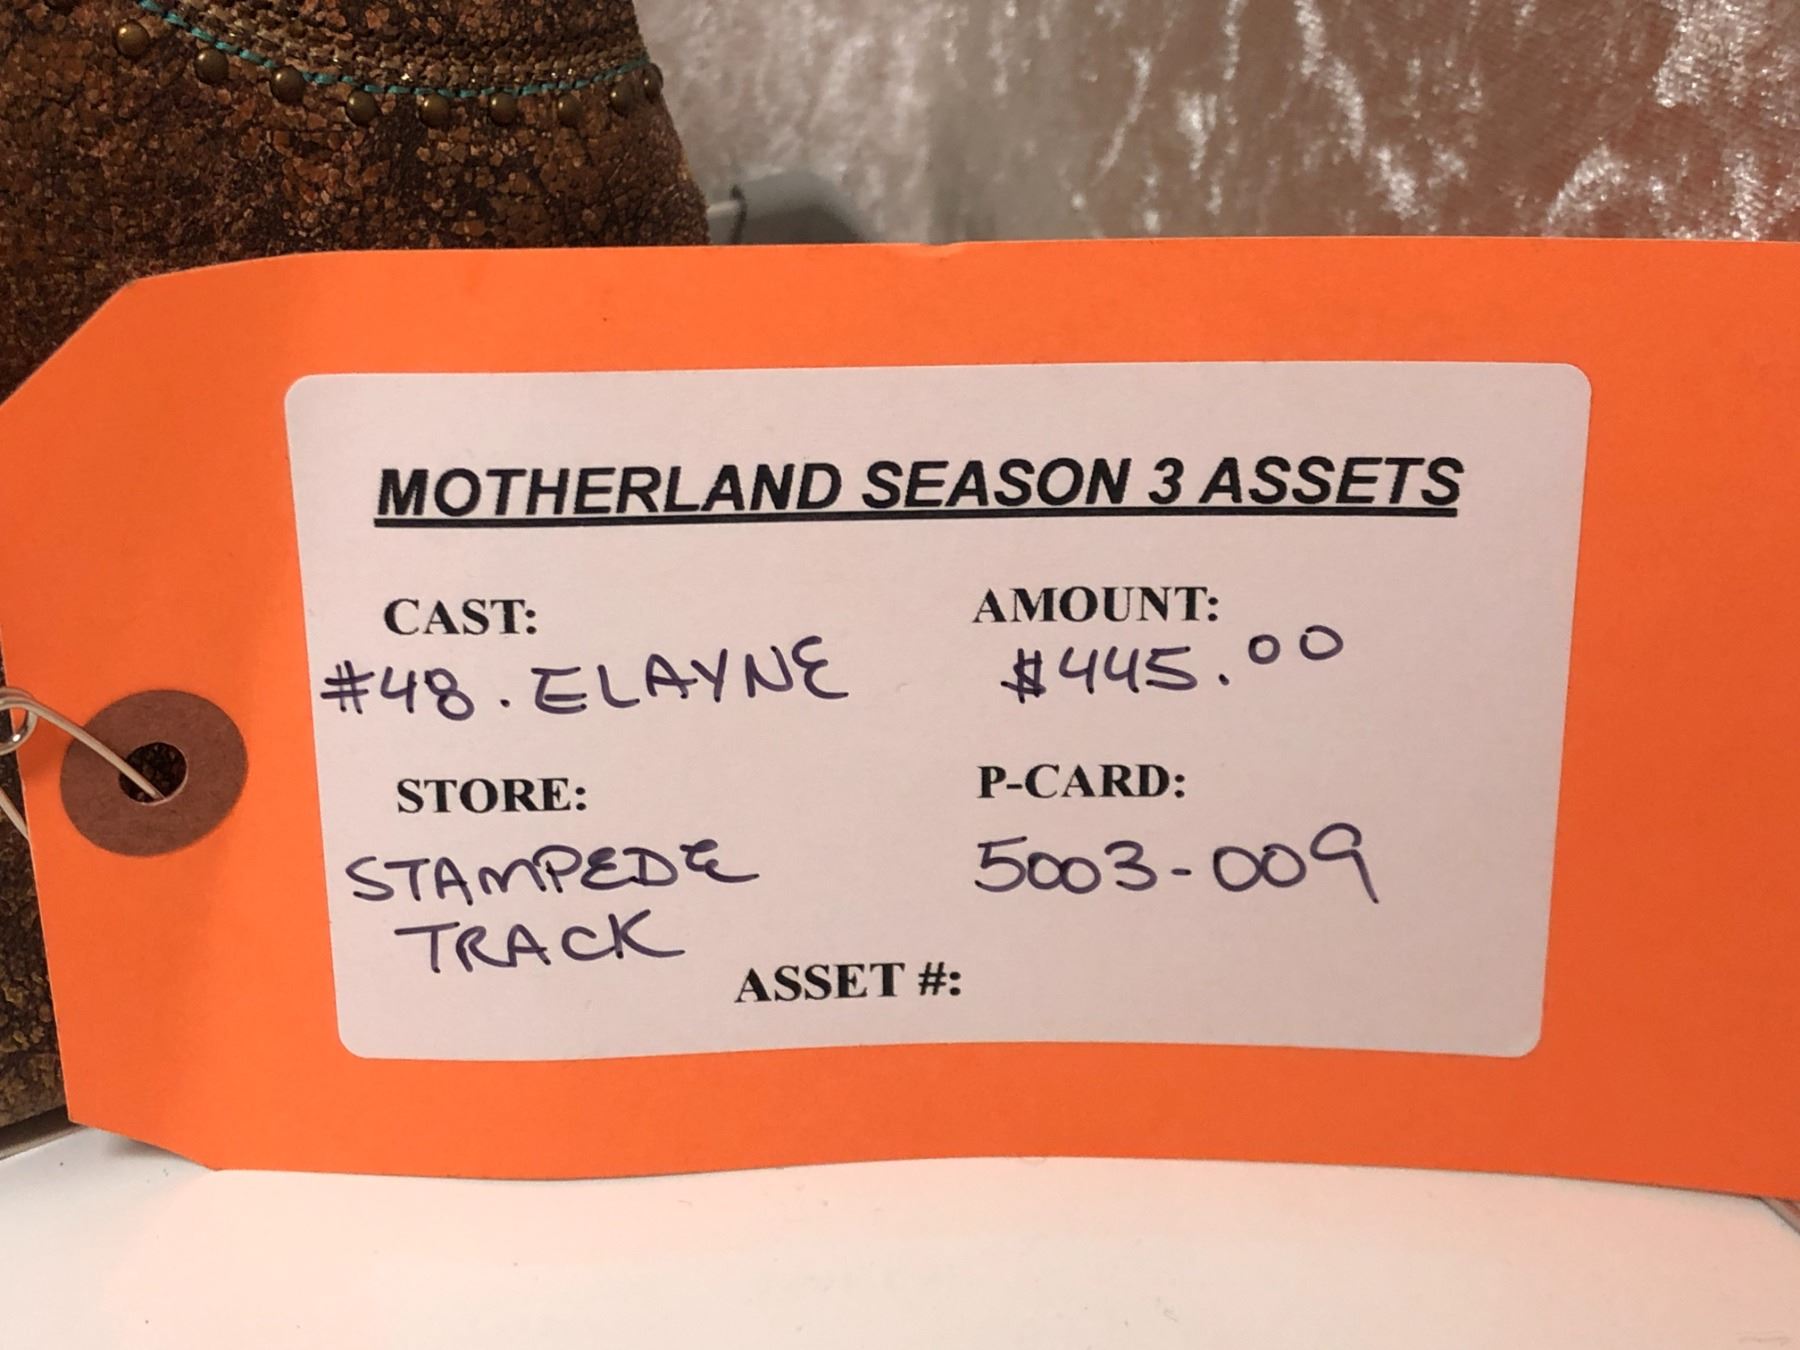 MOTHERLAND SEASON 3 ASSETS
CAST:
#48. ELAYNE
AMOUNT:
$445.00
STORE:
STAMPEDE
TRACK
P-CARD:
5003-009
ASSET #: